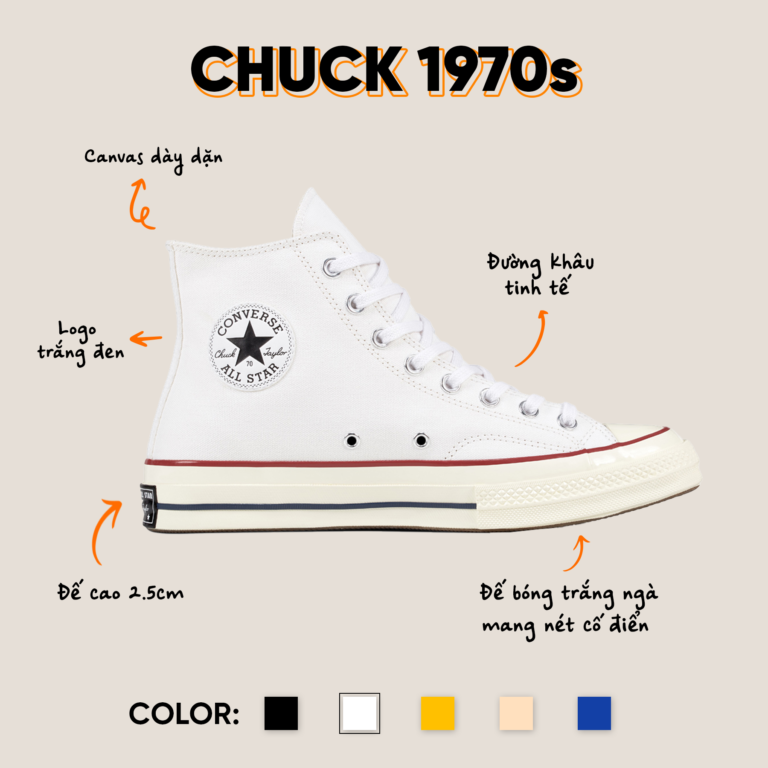 CHUCK 1970s
Canvas dày dặn
Đường khâu
tinh tế
Logo
trắng đen
CONVERSE
Chuck Taylor
70
ALL STAR
Đế cao 2.5cm
Đế bóng trắng ngà
mang nét cổ điển
COLOR: